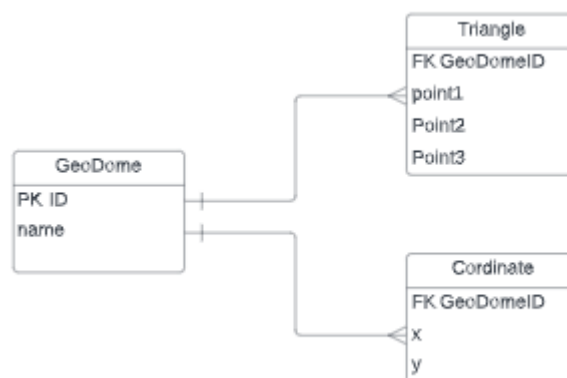 Triangle
FK GeoDomeID
point1
Point2
Point3
GeoDome
PK ID
name
Cordinate
FK GeoDomeID
x
y